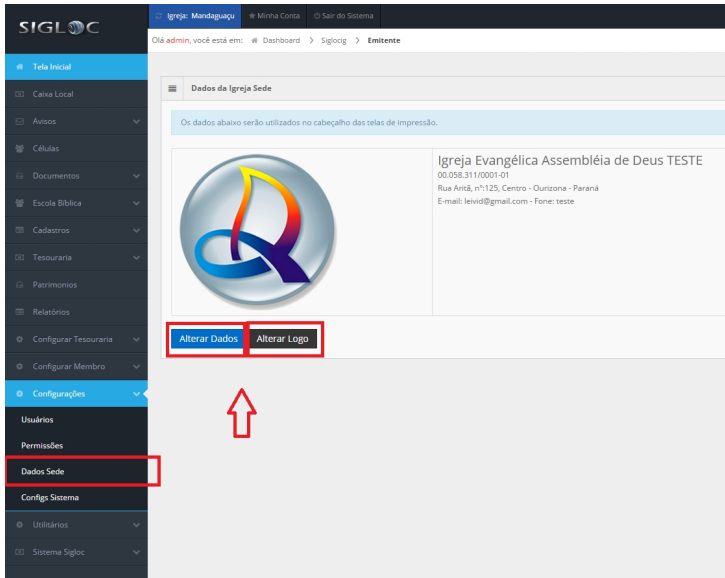 SIGLOC
Igreja: Mandaguaçu
Minha Conta
Sair do Sistema
Olá admin, você está em: Dashboard > Siglocig > Emitente
Tela Inicial
Caixa Local
Avisos
Células
Documentos
Escola Bíblica
Cadastros
Tesouraria
Patrimonios
Relatórios
Configurar Tesouraria
Configurar Membro
Configurações
Usuários
Permissões
Dados Sede
Configs Sistema
Utilitários
Sistema Sigloc
Dados da Igreja Sede
Os dados abaixo serão utilizados no cabeçalho das telas de impressão.
Igreja Evangélica Assembléia de Deus TESTE
00.058.311/0001-01
Rua Aritã, nº:125, Centro - Ourizona - Paraná
E-mail: leivid@gmail.com - Fone: teste
Alterar Dados
Alterar Logo